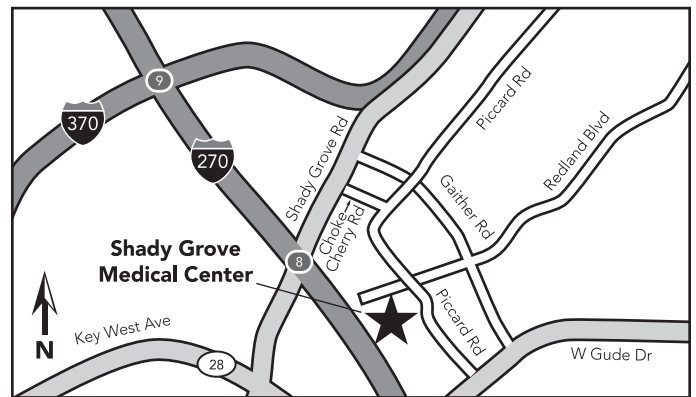 9
370
270
Shady Grove Rd
Piccard Rd
Redland Blvd
Gaither Rd
Choke-
Cherry Rd
Shady Grove
Medical Center
8
Piccard Rd
N
Key West Ave
28
W Gude Dr